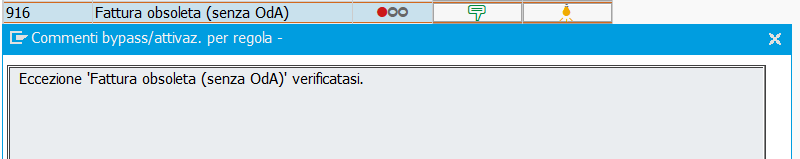 916 Fattura obsoleta (senza OdA)
Commenti bypass/attivaz. per regola -
Eccezione 'Fattura obsoleta (senza OdA)' verificatasi.